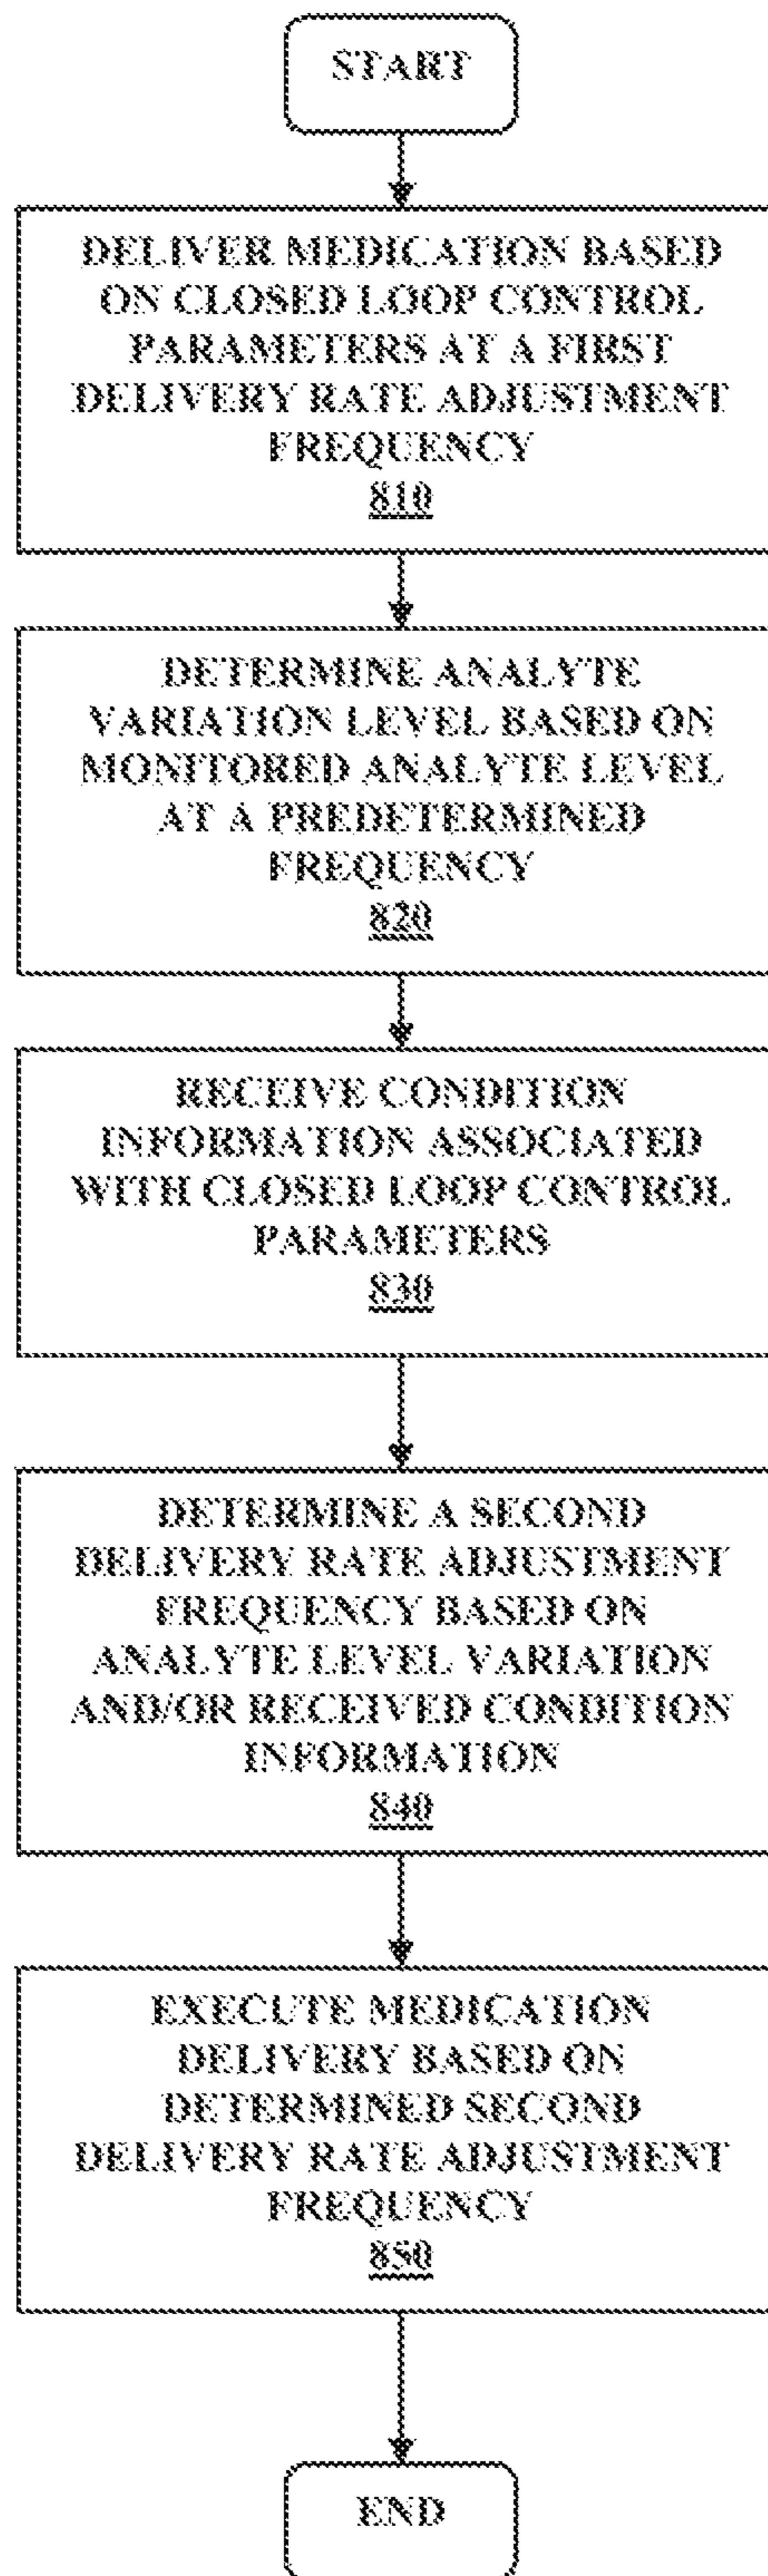 START
DELIVER MEDICATION BASED
ON CLOSED LOOP CONTROL
PARAMETERS AT A FIRST
DELIVERY RATE ADJUSTMENT
FREQUENCY
810
DETERMINE ANALYTE
VARIATION LEVEL BASED ON
MONITORED ANALYTE LEVEL
AT A PREDETERMINED
FREQUENCY
820
RECEIVE CONDITION
INFORMATION ASSOCIATED
WITH CLOSED LOOP CONTROL
PARAMETERS
830
DETERMINE A SECOND
DELIVERY RATE ADJUSTMENT
FREQUENCY BASED ON
ANALYTE LEVEL VARIATION
AND/OR RECEIVED CONDITION
INFORMATION
840
EXECUTE MEDICATION
DELIVERY BASED ON
DETERMINED SECOND
DELIVERY RATE ADJUSTMENT
FREQUENCY
850
END